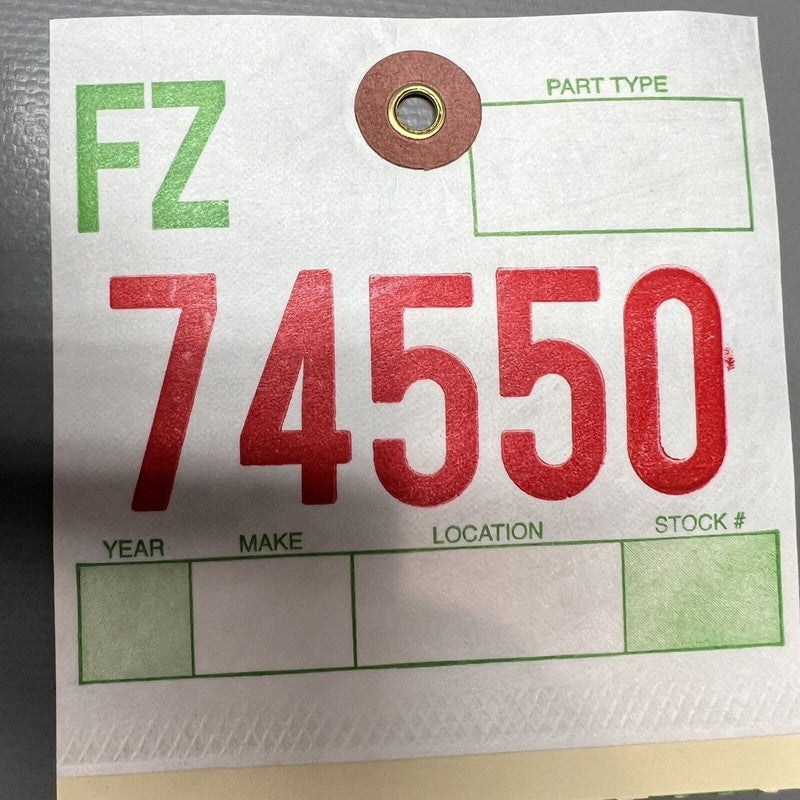 FZ
PART TYPE
74550
YEAR MAKE LOCATION STOCK #